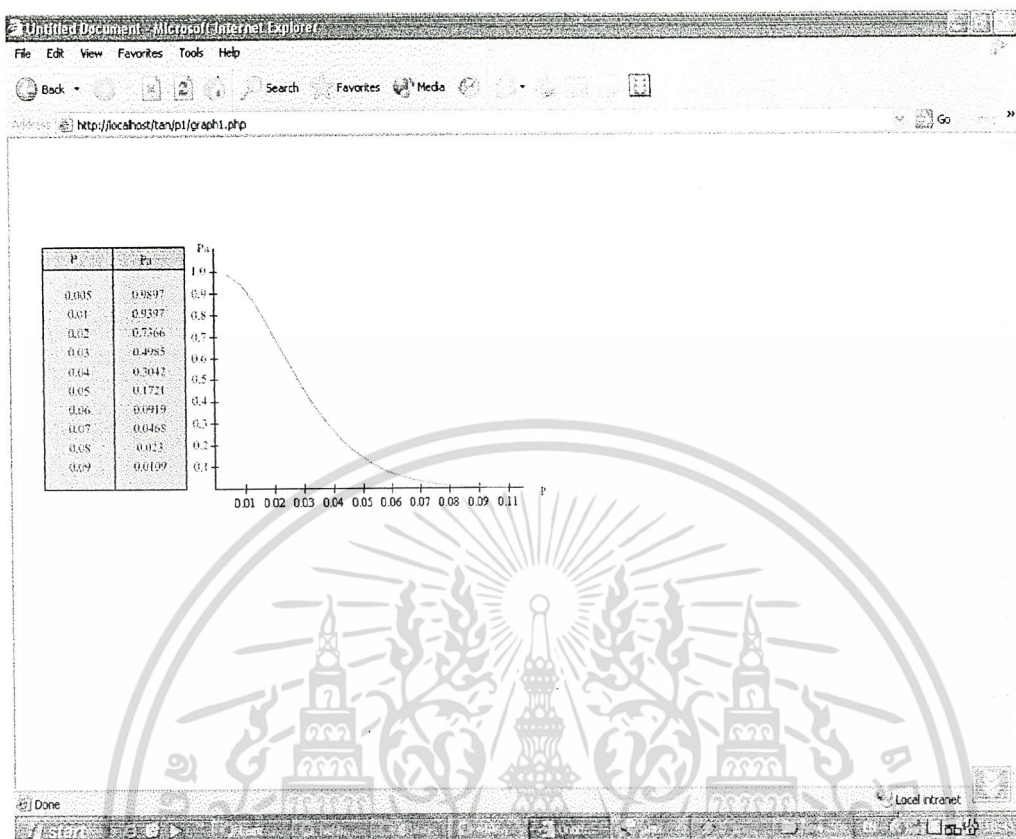 Untitled Document - Microsoft Internet Explorer
File Edit View Favorites Tools Help
Back Search Favorites Media
Address http://localhost/tan/p1/graph1.php Go »
P Pa
0.005 0.9897
0.01 0.9397
0.02 0.7366
0.03 0.4985
0.04 0.3042
0.05 0.1721
0.06 0.0919
0.07 0.0468
0.08 0.023
0.09 0.0109
Pa
1.0
0.9
0.8
0.7
0.6
0.5
0.4
0.3
0.2
0.1
0.01 0.02 0.03 0.04 0.05 0.06 0.07 0.08 0.09 0.11 P
Done Local intranet
start